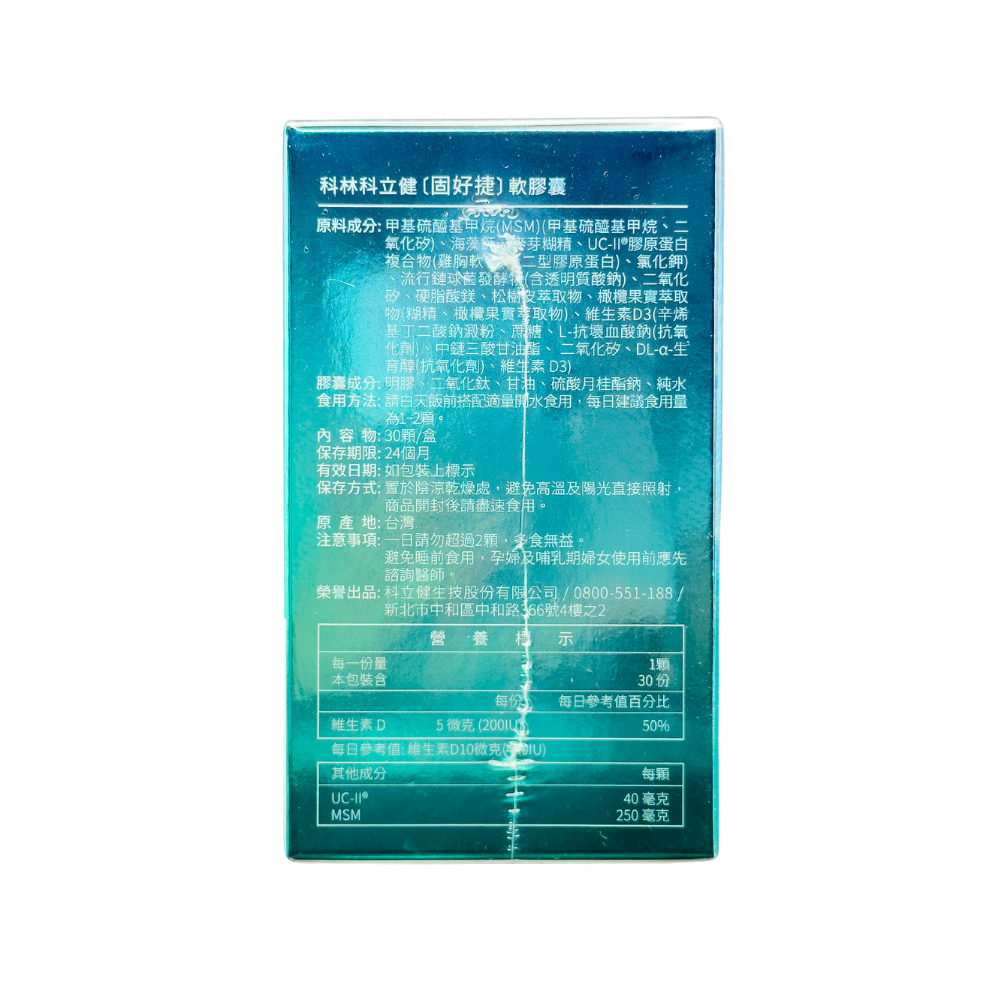 科林科立健〔固好捷〕軟膠囊
原料成分: 甲基硫醯基甲烷(MSM)(甲基硫醯基甲烷、二
氧化矽)、海藻鈣、麥芽糊精、UC-II®膠原蛋白
複合物(雞胸軟 二型膠原蛋白)、氯化鉀)
、流行鏈球菌發酵物(含透明質酸鈉)、二氧化
矽、硬脂酸鎂、松樹皮萃取物、橄欖果實萃取
物(糊精、橄欖果實萃取物)、維生素D3(辛烯
基丁二酸鈉澱粉、蔗糖、L-抗壞血酸鈉(抗氧
化劑)、中鏈三酸甘油酯、二氧化矽、DL-α-生
育醇(抗氧化劑)、維生素 D3)
膠囊成分: 明膠、二氧化鈦、甘油、硫酸月桂酯鈉、純水
食用方法: 請白天飯前搭配適量開水食用，每日建議食用量
為1~2顆。
內 容 物: 30顆/盒
保存期限: 24個月
有效日期: 如包裝上標示
保存方式: 置於陰涼乾燥處，避免高溫及陽光直接照射，
商品開封後請盡速食用。
原 產 地: 台灣
注意事項: 一日請勿超過2顆，多食無益。
避免睡前食用，孕婦及哺乳期婦女使用前應先
諮詢醫師。
榮譽出品: 科立健生技股份有限公司 / 0800-551-188 /
新北市中和區中和路366號4樓之2
營 養 標 示
每一份量 1顆
本包裝含 30 份
每份 每日參考值百分比
維生素 D 5 微克 (200IU) 50%
每日參考值: 維生素D10微克(400IU)
其他成分 每顆
UC-II® 40 毫克
MSM 250 毫克